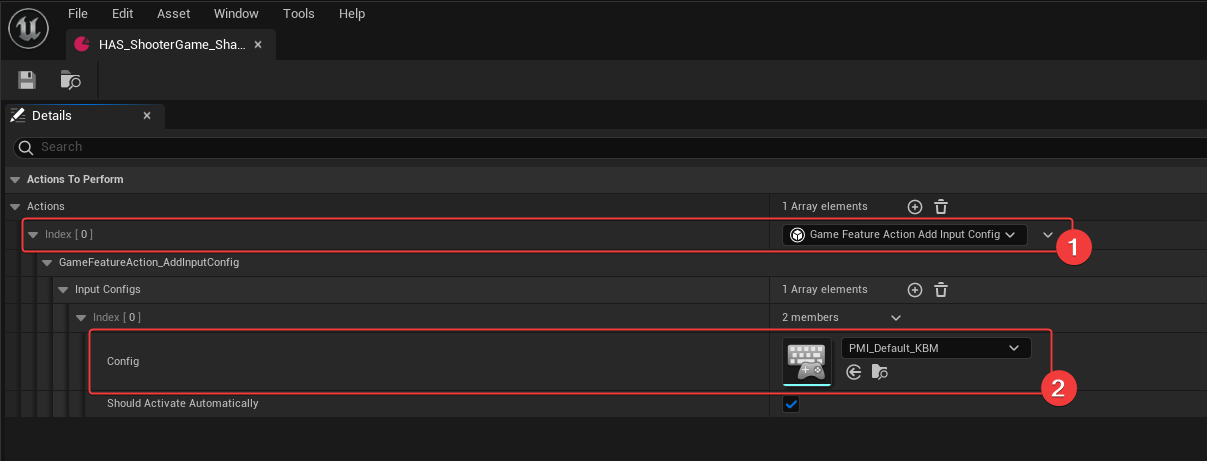 File Edit Asset Window Tools Help
HAS_ShooterGame_Sha...
Details
Search
Actions To Perform
Actions 1 Array elements
Index [ 0 ] Game Feature Action Add Input Config
1
GameFeatureAction_AddInputConfig
Input Configs 1 Array elements
Index [ 0 ] 2 members
Config PMI_Default_KBM
2
Should Activate Automatically